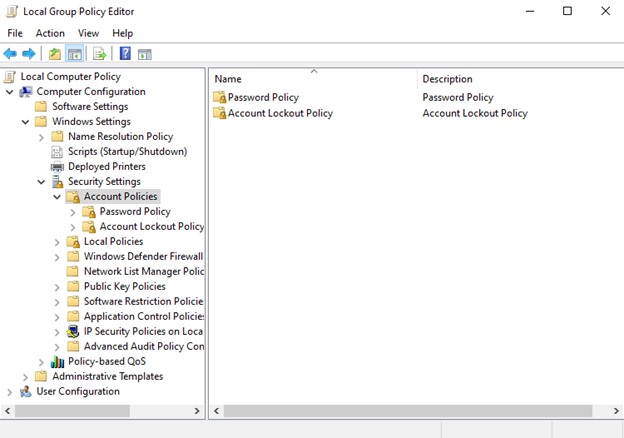 Local Group Policy Editor
File Action View Help
Local Computer Policy
Computer Configuration
Software Settings
Windows Settings
Name Resolution Policy
Scripts (Startup/Shutdown)
Deployed Printers
Security Settings
Account Policies
Password Policy
Account Lockout Policy
Local Policies
Windows Defender Firewall
Network List Manager Polic
Public Key Policies
Software Restriction Policie
Application Control Policies
IP Security Policies on Loca
Advanced Audit Policy Con
Policy-based QoS
Administrative Templates
User Configuration
Name Description
Password Policy Password Policy
Account Lockout Policy Account Lockout Policy